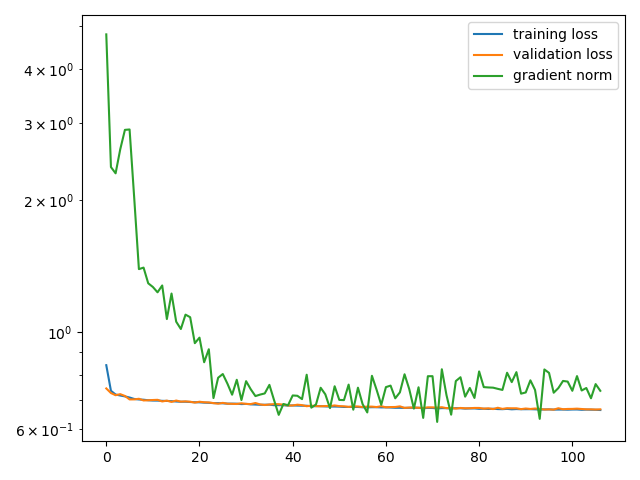 training loss
validation loss
gradient norm
4 × 10⁰
3 × 10⁰
2 × 10⁰
10⁰
6 × 10⁻¹
0 20 40 60 80 100